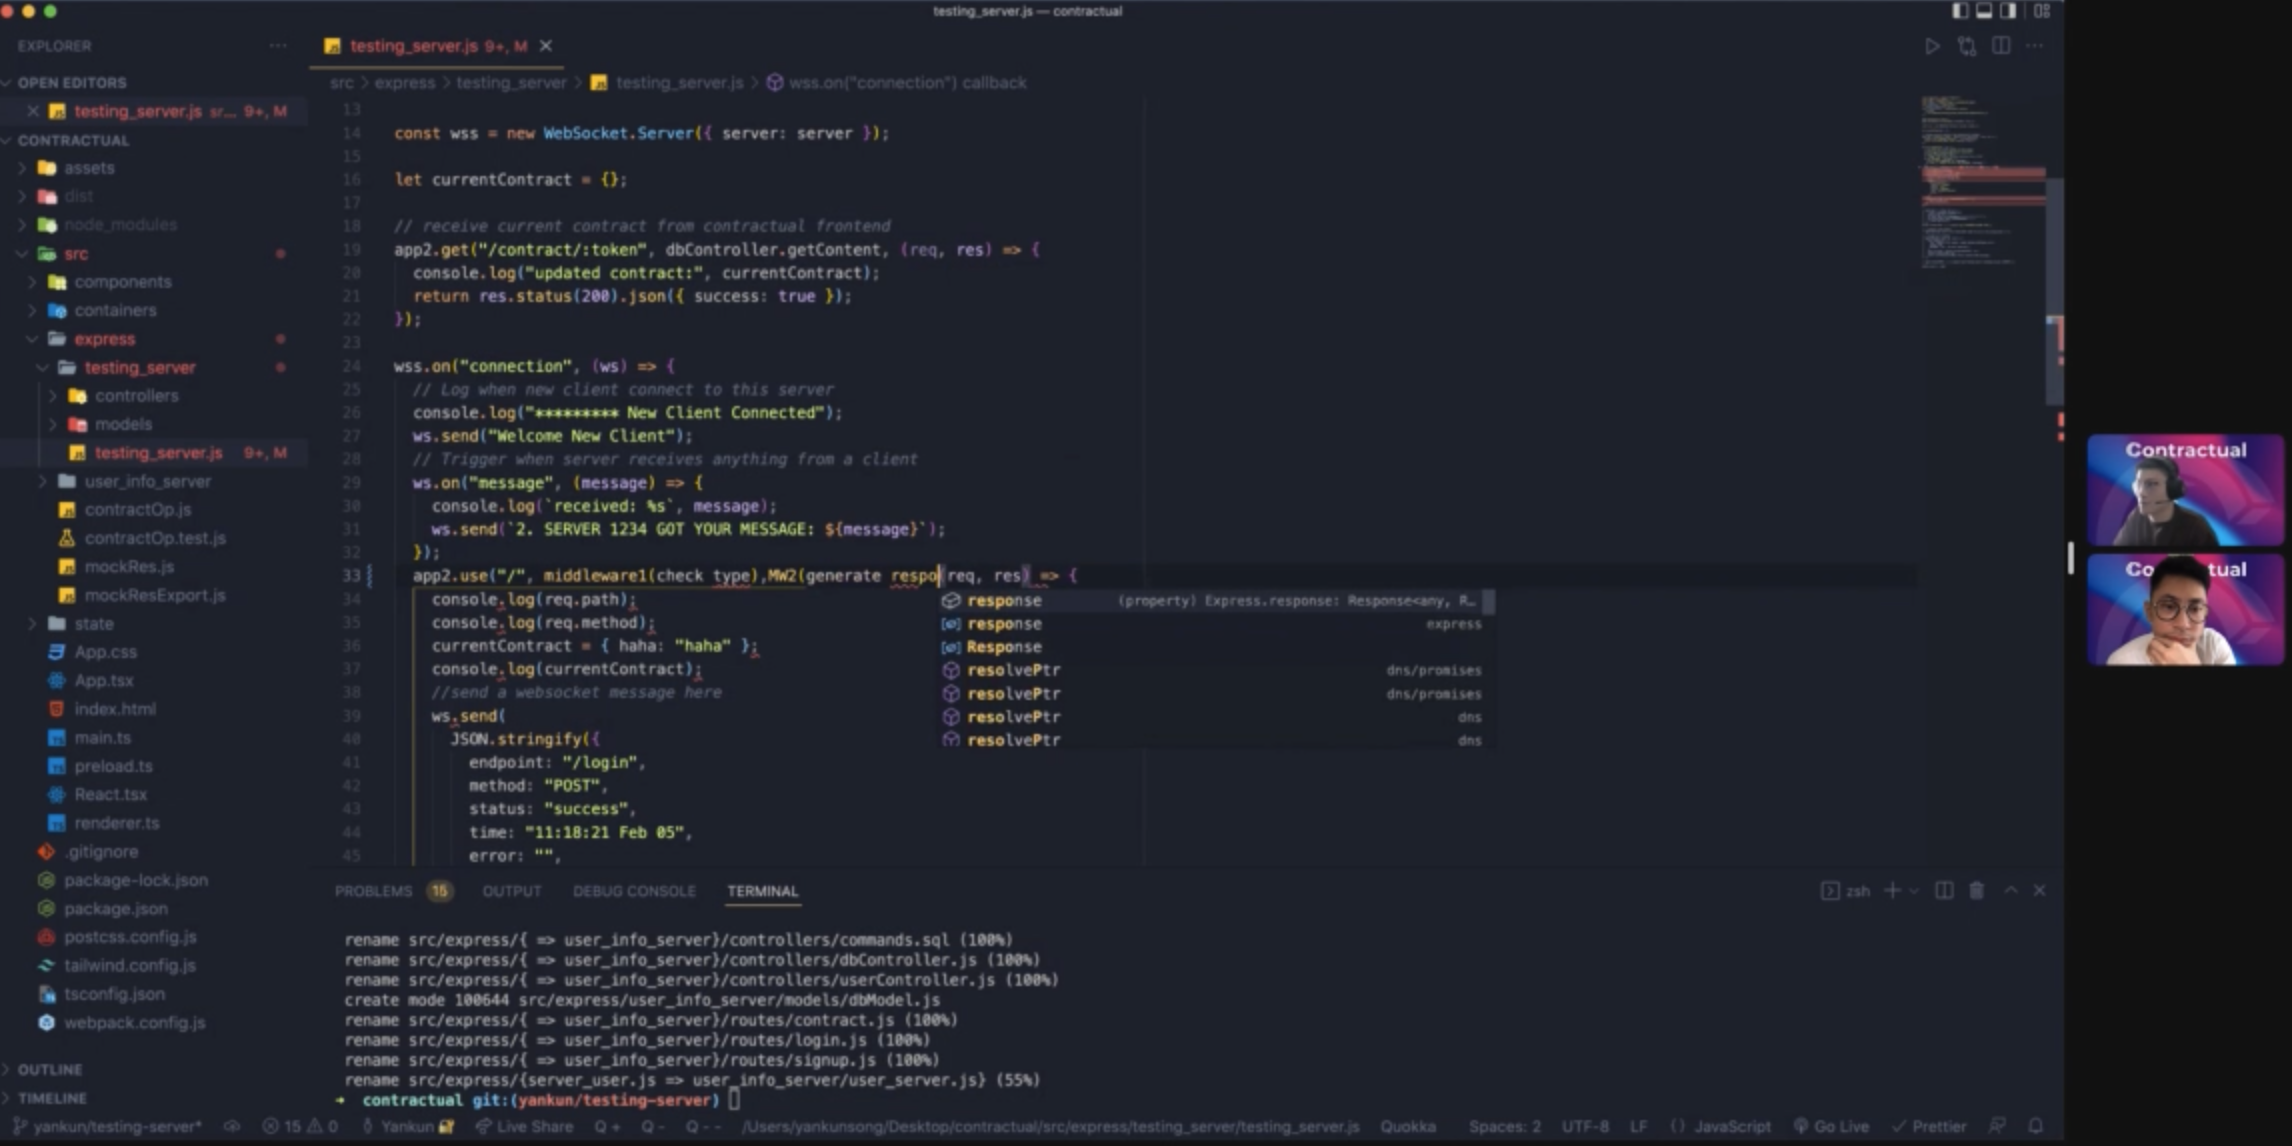 testing_server.js — contractual
EXPLORER
OPEN EDITORS
testing_server.js sr... 9+, M
CONTRACTUAL
assets
dist
node_modules
src
components
containers
express
testing_server
controllers
models
testing_server.js 9+, M
user_info_server
contractOp.js
contractOp.test.js
mockRes.js
mockResExport.js
state
App.css
App.tsx
index.html
main.ts
preload.ts
React.tsx
renderer.ts
.gitignore
package-lock.json
package.json
postcss.config.js
tailwind.config.js
tsconfig.json
webpack.config.js
OUTLINE
TIMELINE
testing_server.js 9+, M
src > express > testing_server > testing_server.js > wss.on("connection") callback
13
14 const wss = new WebSocket.Server({ server: server });
15
16 let currentContract = {};
17
18 // receive current contract from contractual frontend
19 app2.get("/contract/:token", dbController.getContent, (req, res) => {
20 console.log("updated contract:", currentContract);
21 return res.status(200).json({ success: true });
22 });
23
24 wss.on("connection", (ws) => {
25 // Log when new client connect to this server
26 console.log("********* New Client Connected");
27 ws.send("Welcome New Client");
28 // Trigger when server receives anything from a client
29 ws.on("message", (message) => {
30 console.log(`received: %s`, message);
31 ws.send(`2. SERVER 1234 GOT YOUR MESSAGE: ${message}`);
32 });
33 app2.use("/", middleware1(check type),MW2(generate respo(req, res) => {
34 console.log(req.path);
35 console.log(req.method);
36 currentContract = { haha: "haha" };
37 console.log(currentContract);
38 //send a websocket message here
39 ws.send(
40 JSON.stringify({
41 endpoint: "/login",
42 method: "POST",
43 status: "success",
44 time: "11:18:21 Feb 05",
45 error: "",
response (property) Express.response: Response<any, R...
response express
Response
resolvePtr dns/promises
resolvePtr dns/promises
resolvePtr dns
resolvePtr dns
PROBLEMS 15 OUTPUT DEBUG CONSOLE TERMINAL
zsh
rename src/express/{ => user_info_server}/controllers/commands.sql (100%)
rename src/express/{ => user_info_server}/controllers/dbController.js (100%)
rename src/express/{ => user_info_server}/controllers/userController.js (100%)
create mode 100644 src/express/user_info_server/models/dbModel.js
rename src/express/{ => user_info_server}/routes/contract.js (100%)
rename src/express/{ => user_info_server}/routes/login.js (100%)
rename src/express/{ => user_info_server}/routes/signup.js (100%)
rename src/express/{server_user.js => user_info_server/user_server.js} (55%)
contractual git:(yankun/testing-server)
yankun/testing-server* 15 0 Yankun Live Share Q + Q - Q - - /Users/yankunsong/Desktop/contractual/src/express/testing_server/testing_server.js Quokka Spaces: 2 UTF-8 LF {} JavaScript Go Live Prettier
Contractual
Co tual